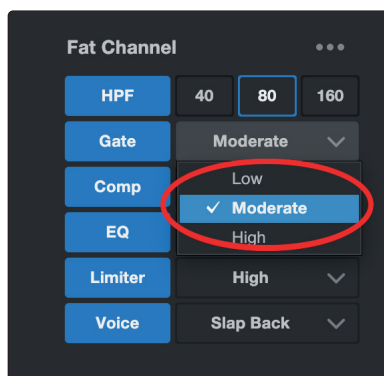 Fat Channel
HPF 40 80 160
Gate Moderate
Low
Comp
✓ Moderate
EQ
High
Limiter High
Voice Slap Back